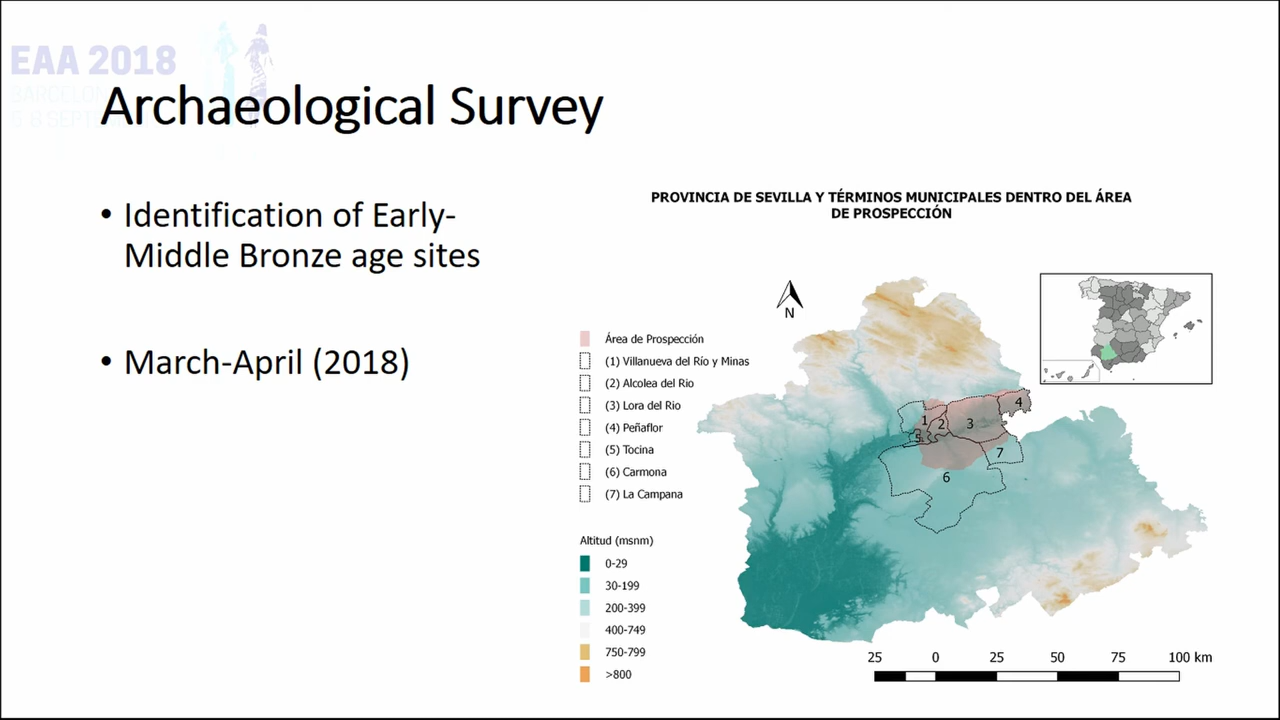 EAA 2018
BARCELONA
Archaeological Survey
• Identification of Early-
Middle Bronze age sites
• March-April (2018)
PROVINCIA DE SEVILLA Y TÉRMINOS MUNICIPALES DENTRO DEL ÁREA
DE PROSPECCIÓN
N
Área de Prospección
(1) Villanueva del Río y Minas
(2) Alcolea del Rio
(3) Lora del Rio
(4) Peñaflor
(5) Tocina
(6) Carmona
(7) La Campana
1
2
3
4
5
6
7
Altitud (msnm)
0-29
30-199
200-399
400-749
750-799
>800
25 0 25 50 75 100 km